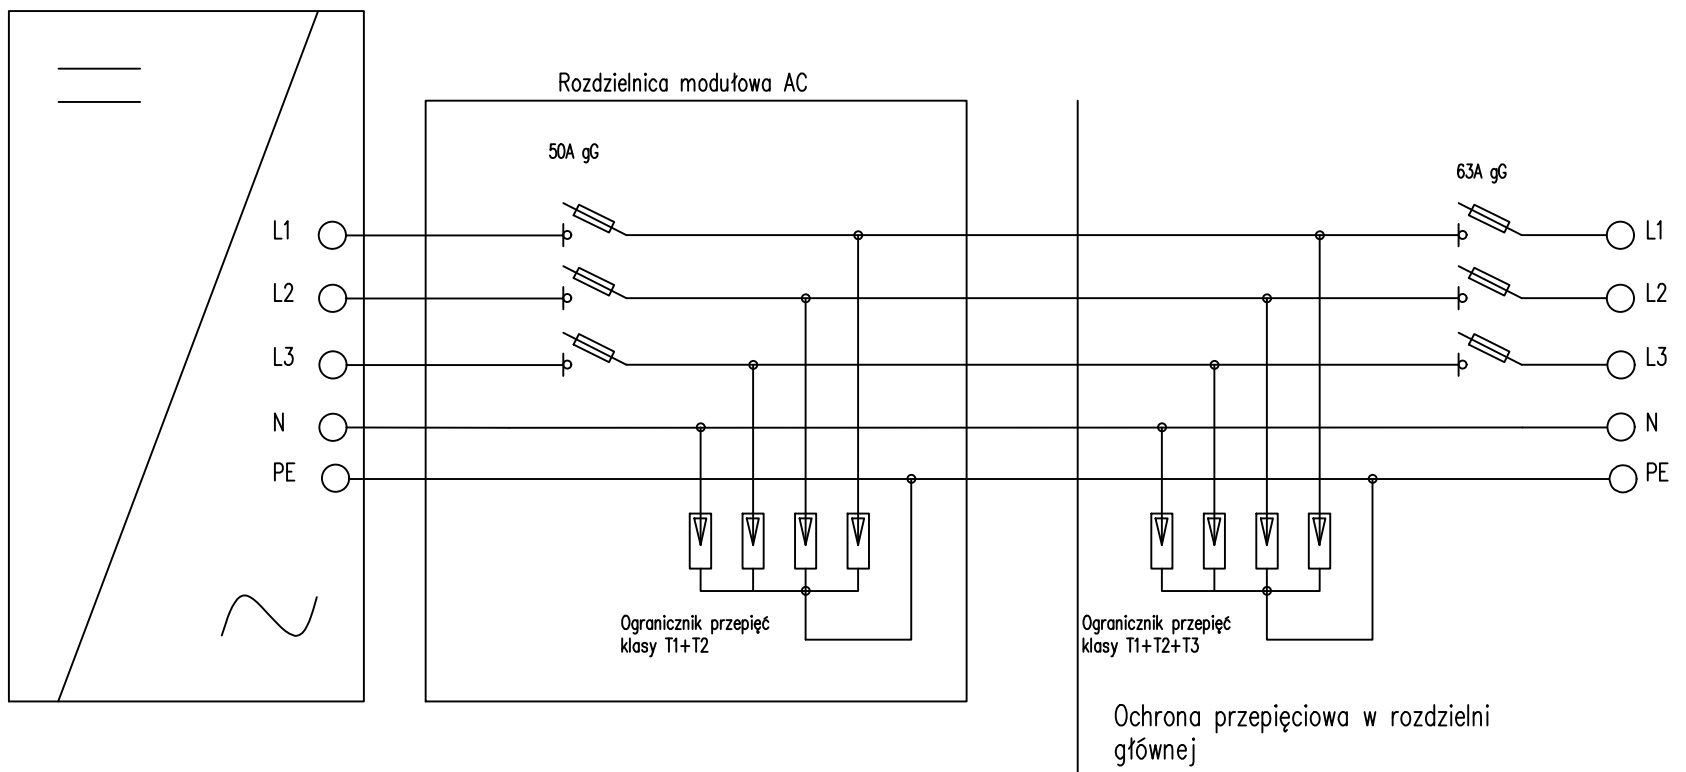 Rozdzielnica modułowa AC
50A gG
63A gG
L1
L1
L2
L2
L3
L3
N
N
PE
PE
Ogranicznik przepięć
klasy T1+T2
Ogranicznik przepięć
klasy T1+T2+T3
Ochrona przepięciowa w rozdzielni
głównej